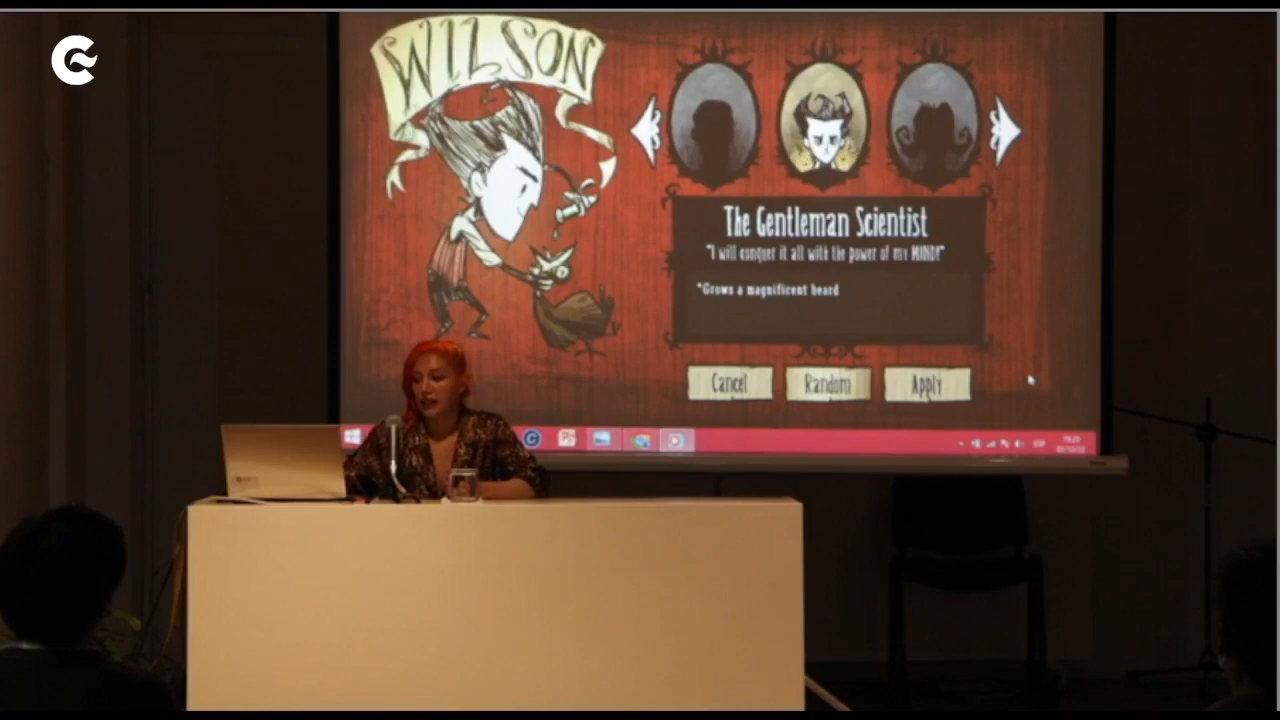 WILSON
The Gentleman Scientist
"I will conquer it all with the power of my MIND!"
*Grows a magnificent beard
Cancel
Random
Apply
ESP